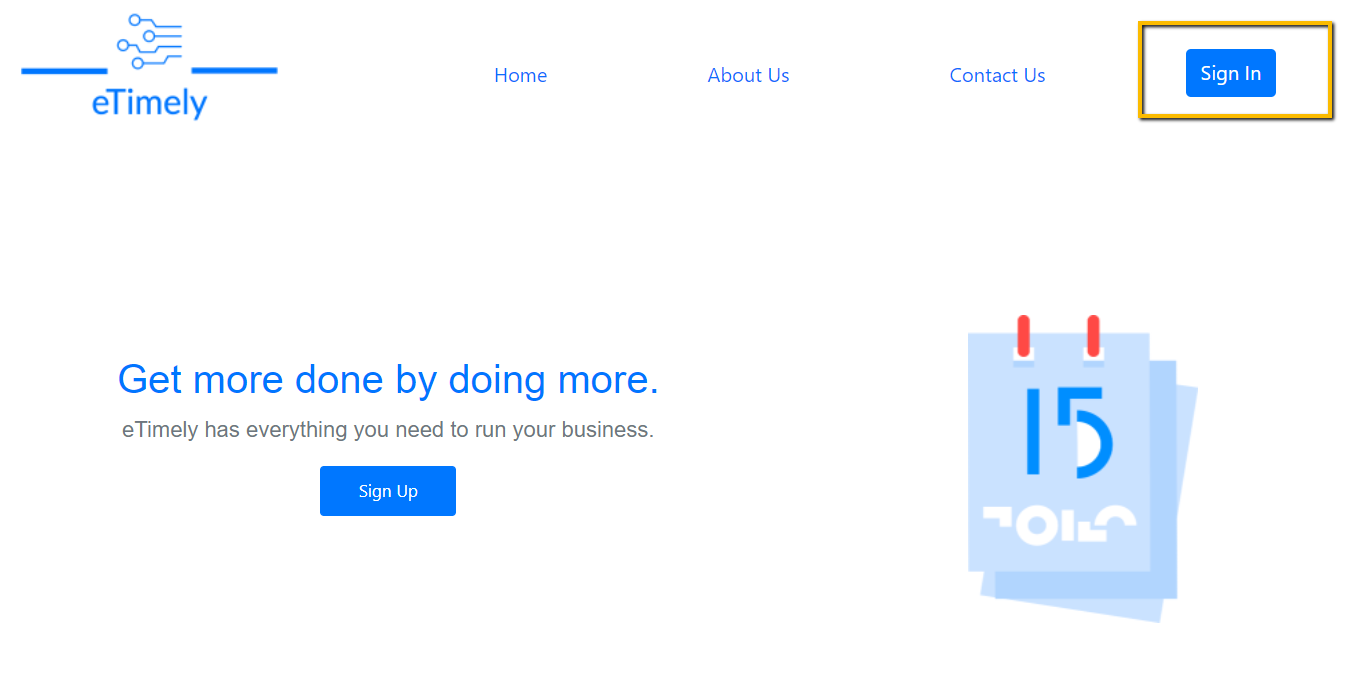 eTimely
Home
About Us
Contact Us
Sign In
Get more done by doing more.
eTimely has everything you need to run your business.
Sign Up
15